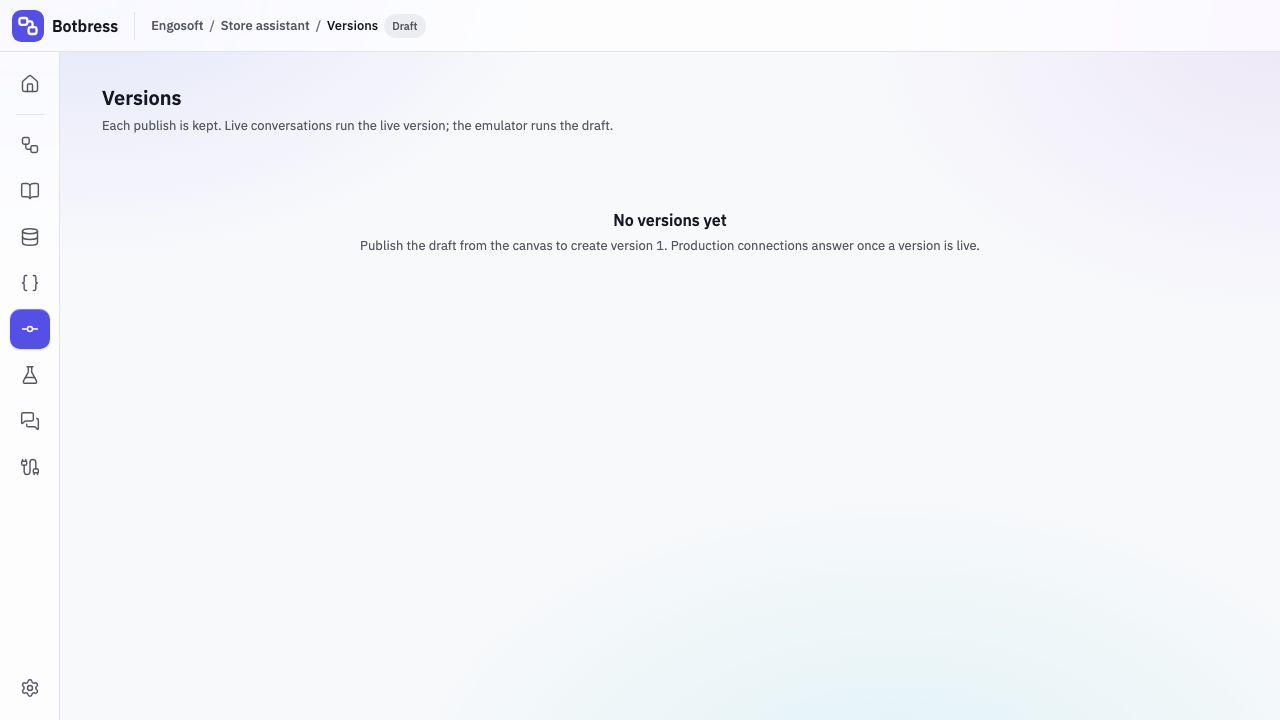 Botbress
Engosoft / Store assistant / Versions Draft
Versions
Each publish is kept. Live conversations run the live version; the emulator runs the draft.
No versions yet
Publish the draft from the canvas to create version 1. Production connections answer once a version is live.